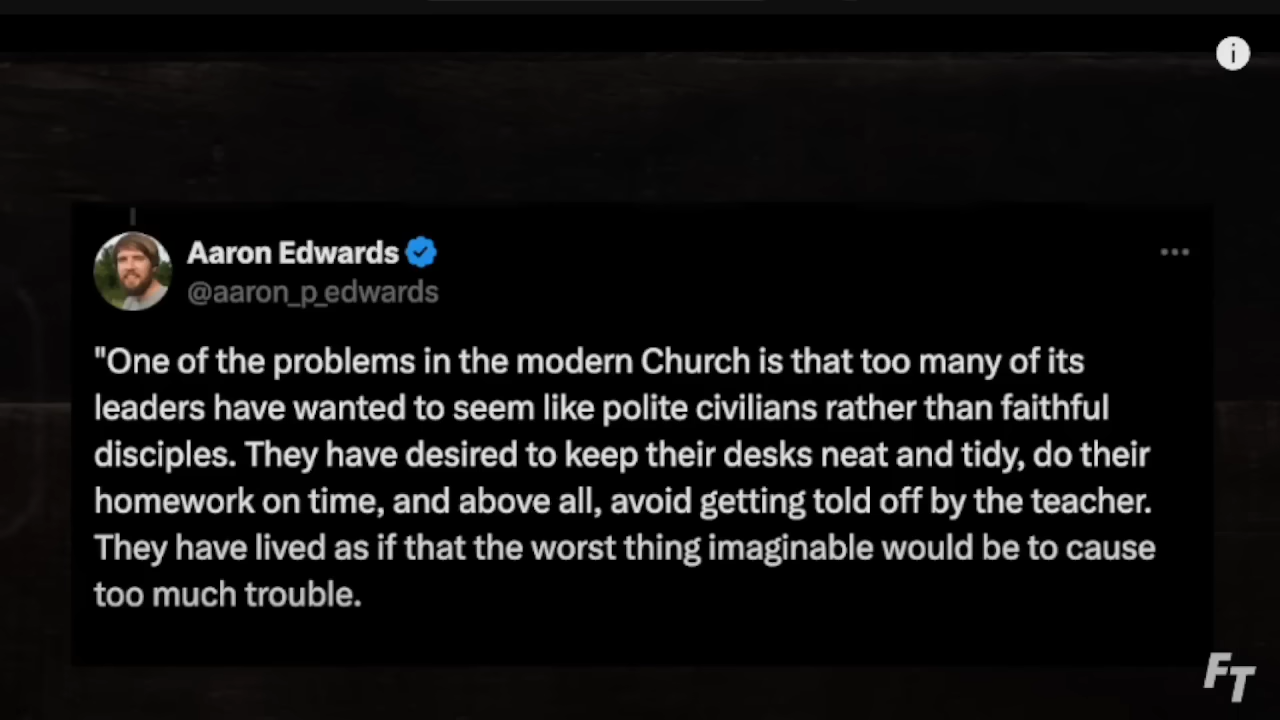 i
Aaron Edwards
@aaron_p_edwards
"One of the problems in the modern Church is that too many of its
leaders have wanted to seem like polite civilians rather than faithful
disciples. They have desired to keep their desks neat and tidy, do their
homework on time, and above all, avoid getting told off by the teacher.
They have lived as if that the worst thing imaginable would be to cause
too much trouble.
FT